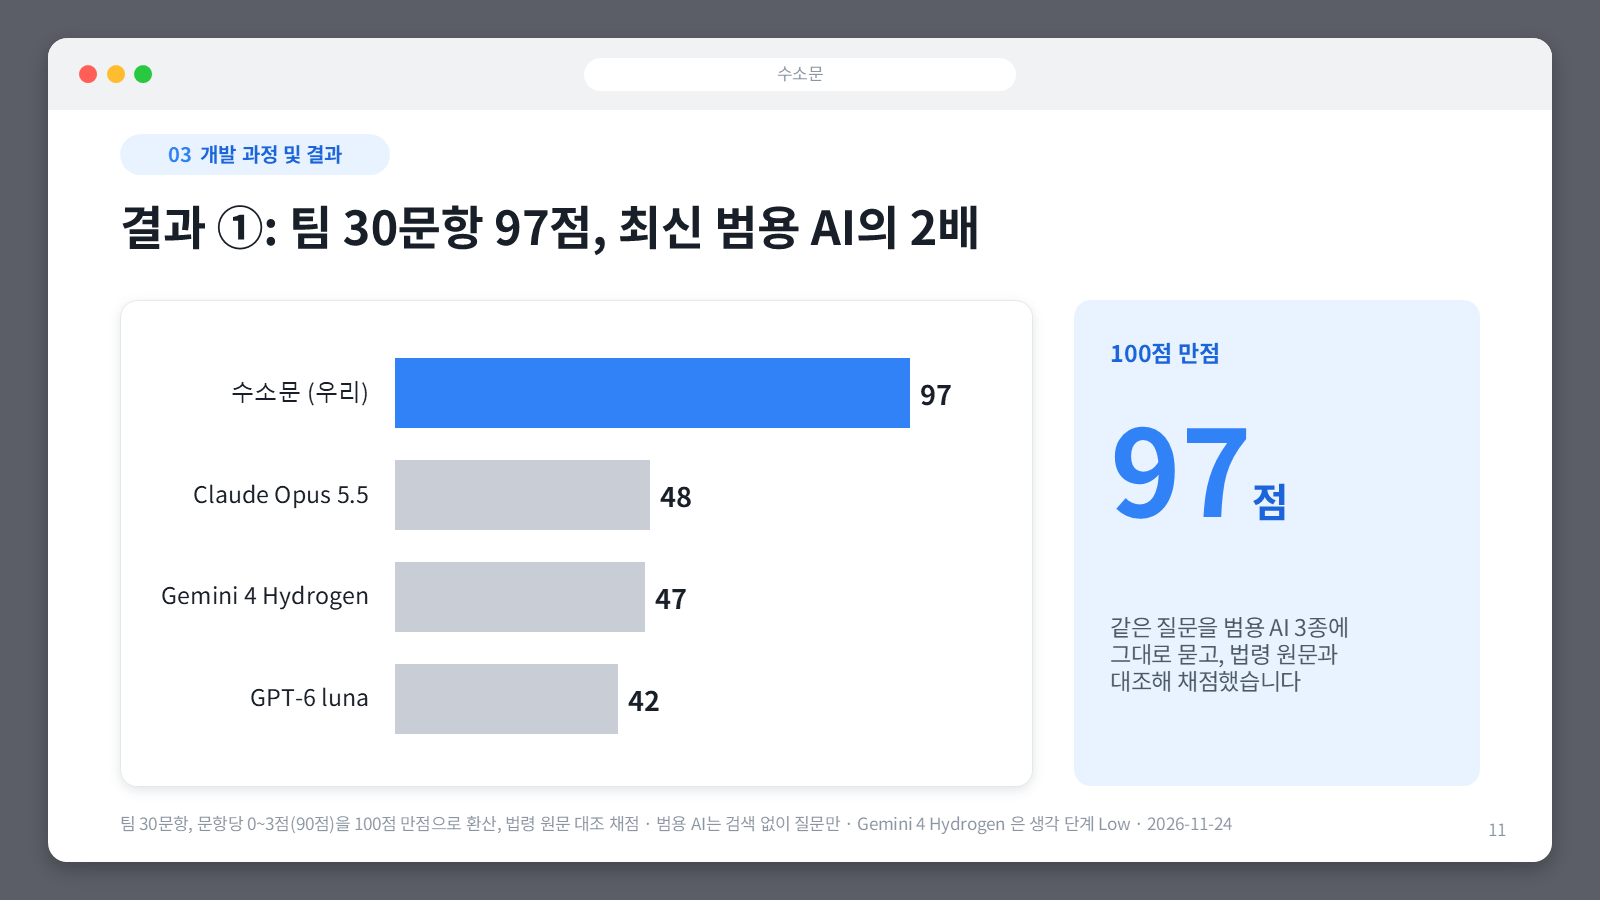 수소문
03 개발 과정 및 결과
결과 ①: 팀 30문항 97점, 최신 범용 AI의 2배
수소문 (우리)
97
Claude Opus 5.5
48
Gemini 4 Hydrogen
47
GPT-6 luna
42
100점 만점
97점
같은 질문을 범용 AI 3종에
그대로 묻고, 법령 원문과
대조해 채점했습니다
팀 30문항, 문항당 0~3점(90점)을 100점 만점으로 환산, 법령 원문 대조 채점 · 범용 AI는 검색 없이 질문만 · Gemini 4 Hydrogen 은 생각 단계 Low · 2026-11-24
11